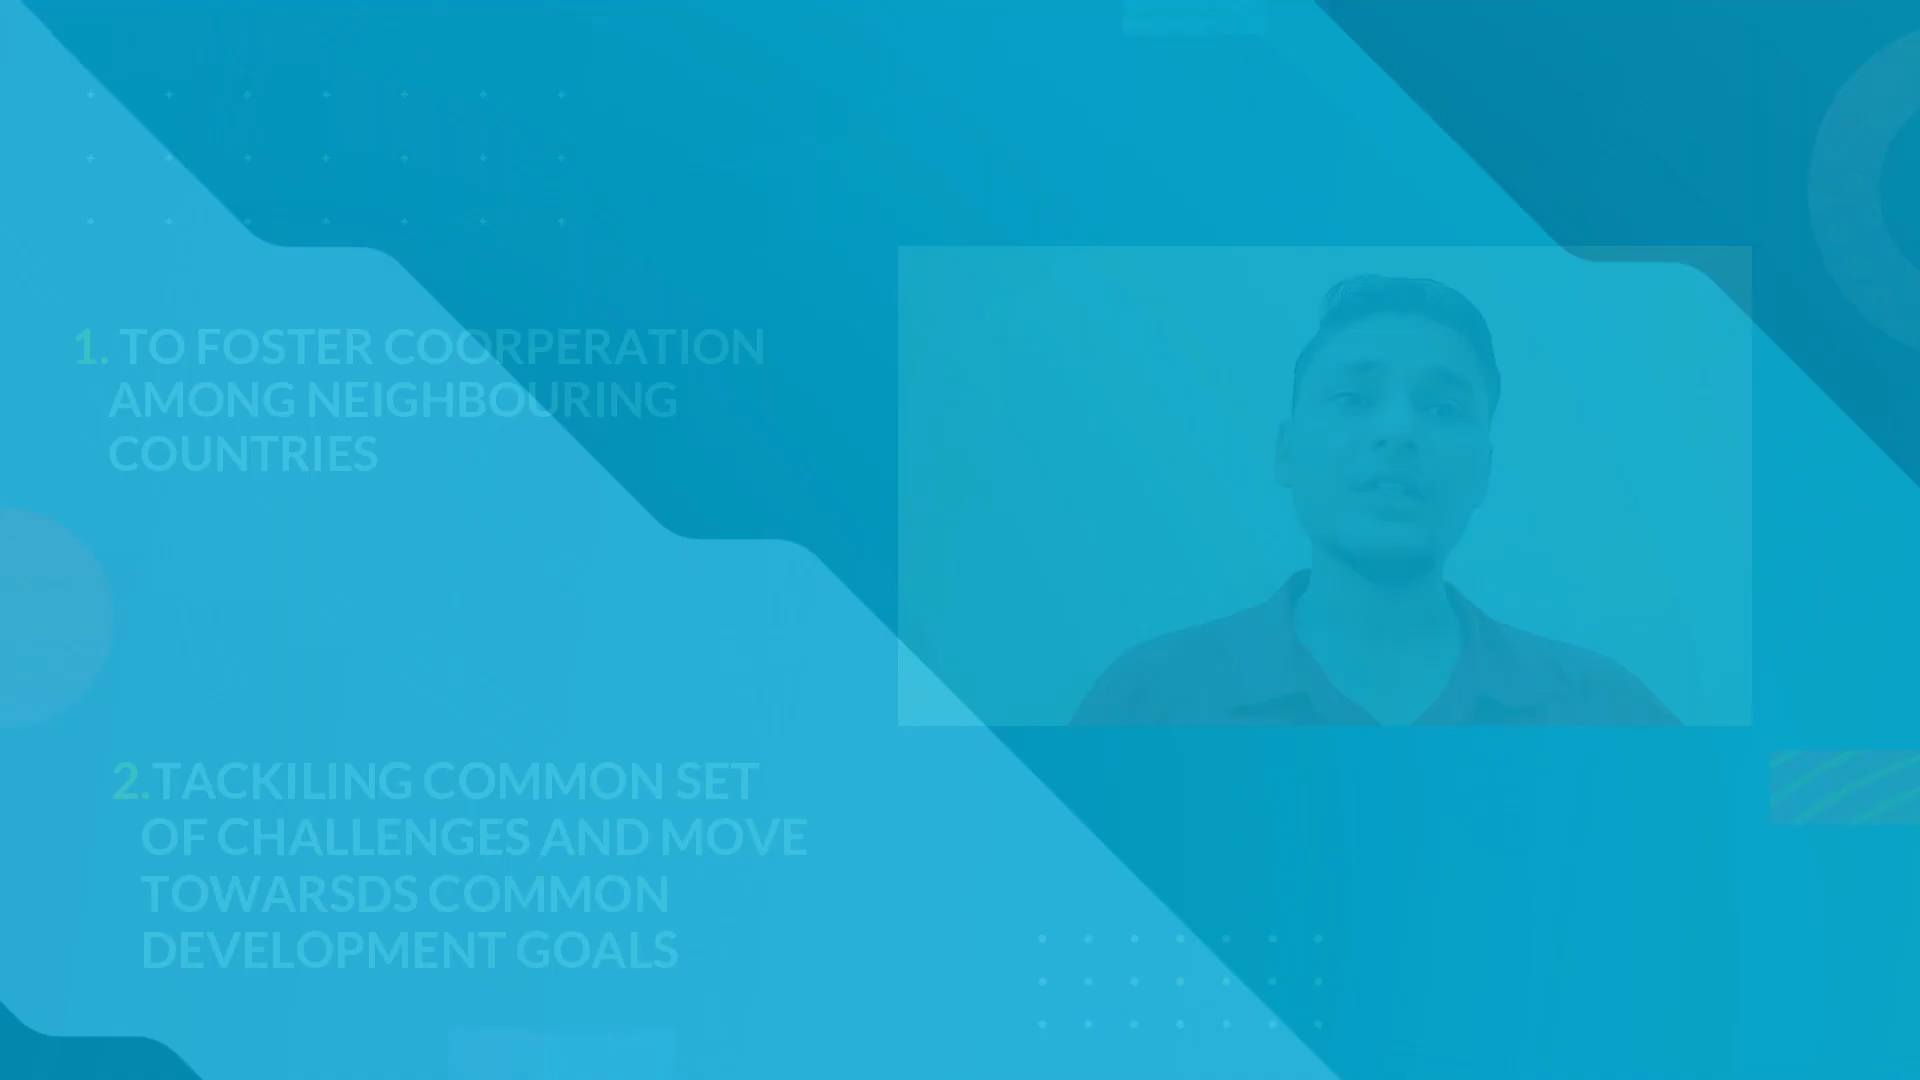 1. TO FOSTER COORPERATION
AMONG NEIGHBOURING
COUNTRIES
2.TACKILING COMMON SET
OF CHALLENGES AND MOVE
TOWARSDS COMMON
DEVELOPMENT GOALS